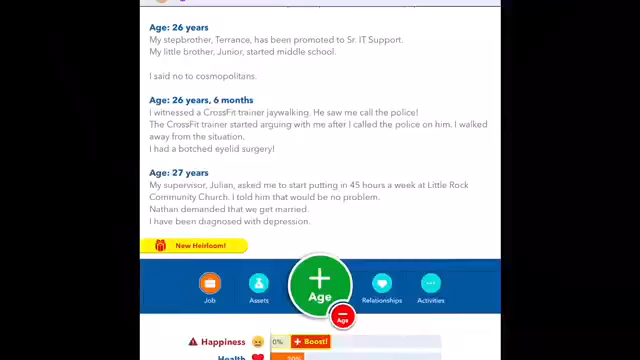 Age: 26 years
My stepbrother, Terrance, has been promoted to Sr. IT Support.
My little brother, Junior, started middle school.
I said no to cosmopolitans.
Age: 26 years, 6 months
I witnessed a CrossFit trainer jaywalking. He saw me call the police!
The CrossFit trainer started arguing with me after I called the police on him. I walked
away from the situation.
I had a botched eyelid surgery!
Age: 27 years
My supervisor, Julian, asked me to start putting in 45 hours a week at Little Rock
Community Church. I told him that would be no problem.
Nathan demanded that we get married.
I have been diagnosed with depression.
New Heirloom!
Age
Job
Assets
Relationships
Activities
Age
Happiness
0%
Boost!
Health